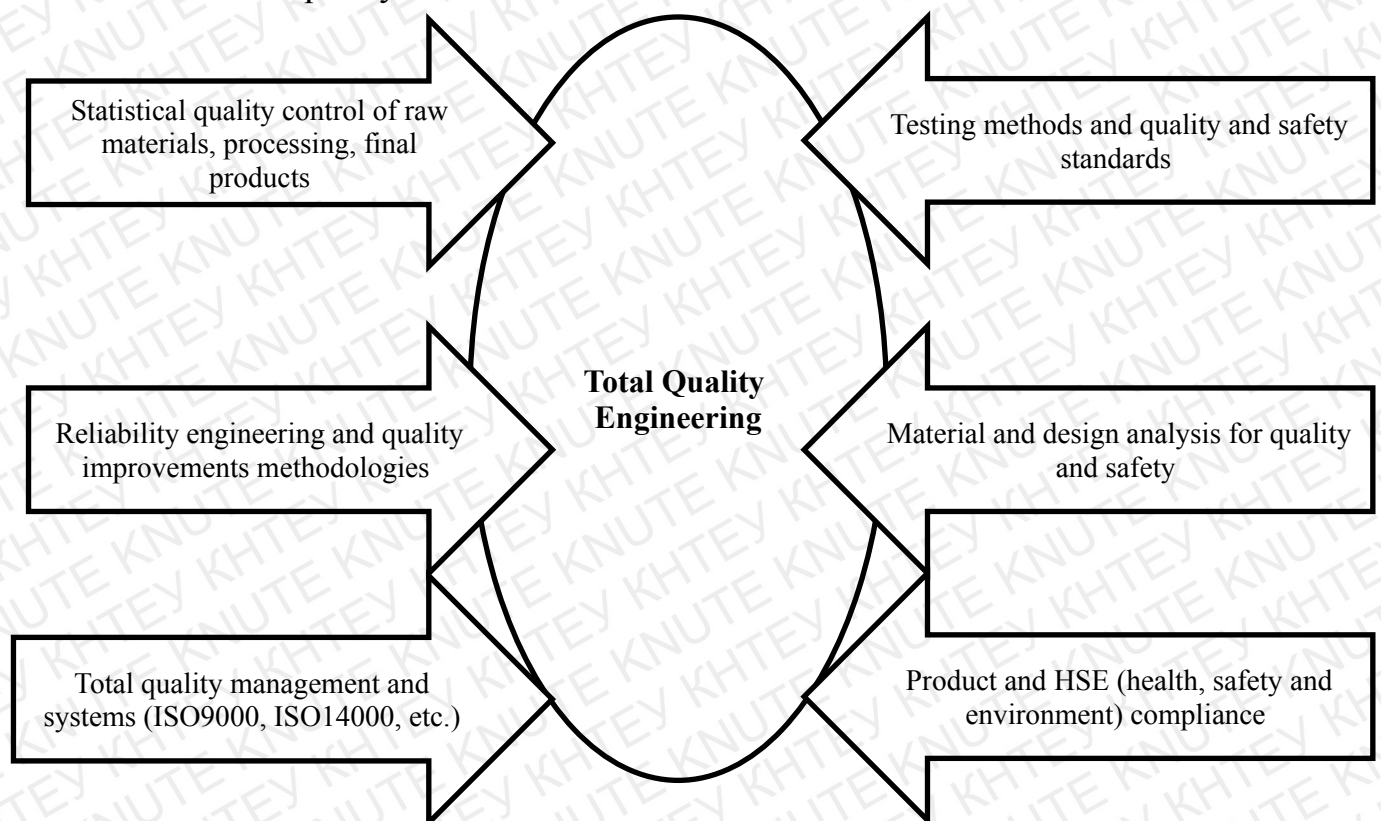 Statistical quality control of raw
materials, processing, final
products
Testing methods and quality and safety
standards
Total Quality
Engineering
Reliability engineering and quality
improvements methodologies
Material and design analysis for quality
and safety
Total quality management and
systems (ISO9000, ISO14000, etc.)
Product and HSE (health, safety and
environment) compliance
KHTEУ KNUTE